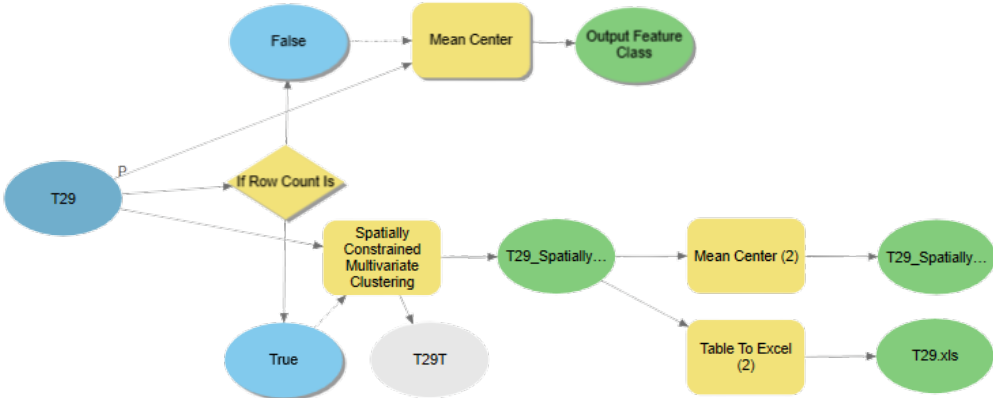 False
Mean Center
Output Feature
Class
P
T29
If Row Count Is
Spatially
Constrained
Multivariate
Clustering
T29_Spatially...
Mean Center (2)
T29_Spatially...
True
T29T
Table To Excel
(2)
T29.xls